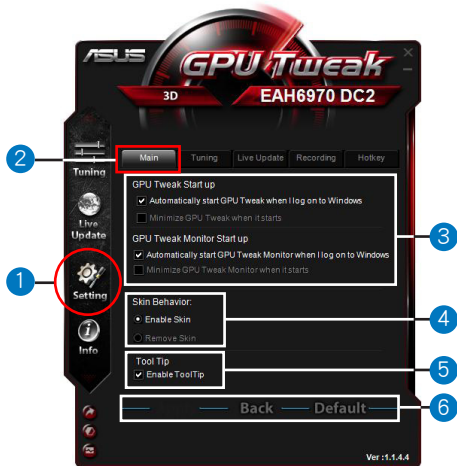 ASUS
GPU Tweak
3D EAH6970 DC2
Main Tuning Live Update Recording Hotkey
Tuning
Live
Update
Setting
Info
GPU Tweak Start up
Automatically start GPU Tweak when I log on to Windows
Minimize GPU Tweak when it starts
GPU Tweak Monitor Start up
Automatically start GPU Tweak Monitor when I log on to Windows
Minimize GPU Tweak Monitor when it starts
Skin Behavior:
Enable Skin
Remove Skin
Tool Tip
Enable ToolTip
Back Default
Ver :1.1.4.4
1
2
3
4
5
6